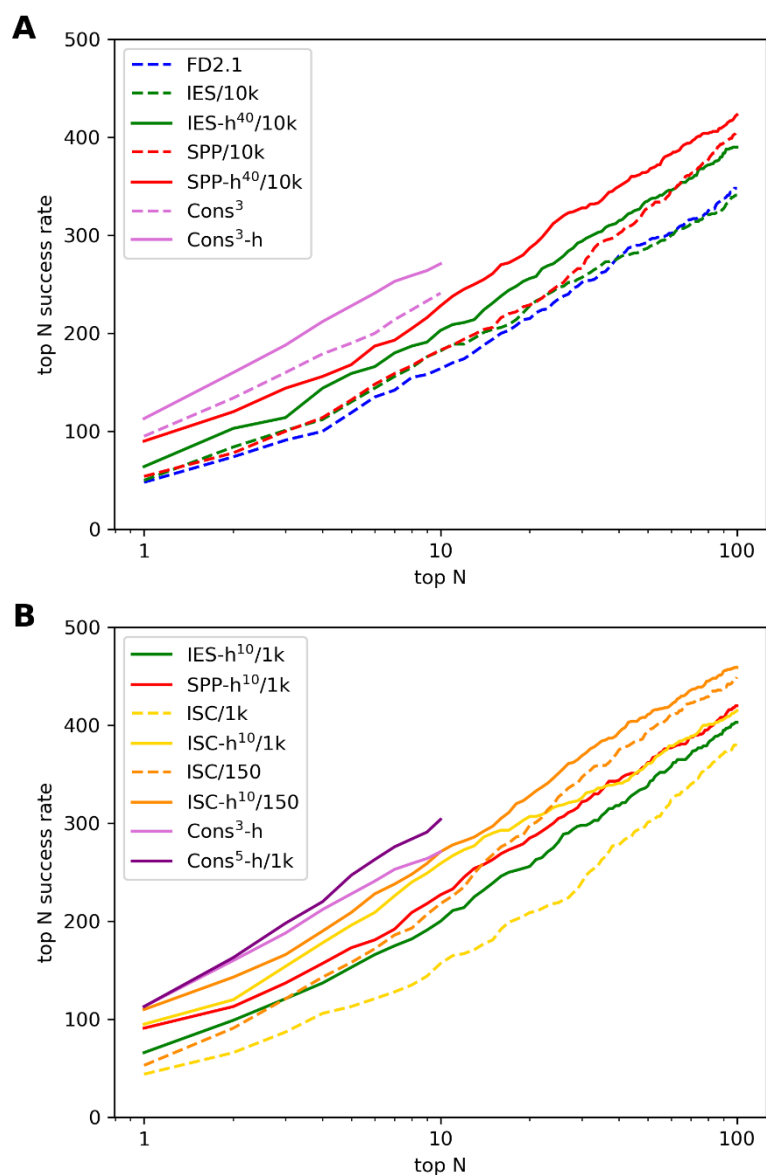 A
500
400
300
200
100
0
top N success rate
FD2.1
IES/10k
IES-h⁴⁰/10k
SPP/10k
SPP-h⁴⁰/10k
Cons³
Cons³-h
1
10
100
top N
B
500
400
300
200
100
0
top N success rate
IES-h¹⁰/1k
SPP-h¹⁰/1k
ISC/1k
ISC-h¹⁰/1k
ISC/150
ISC-h¹⁰/150
Cons³-h
Cons⁵-h/1k
1
10
100
top N